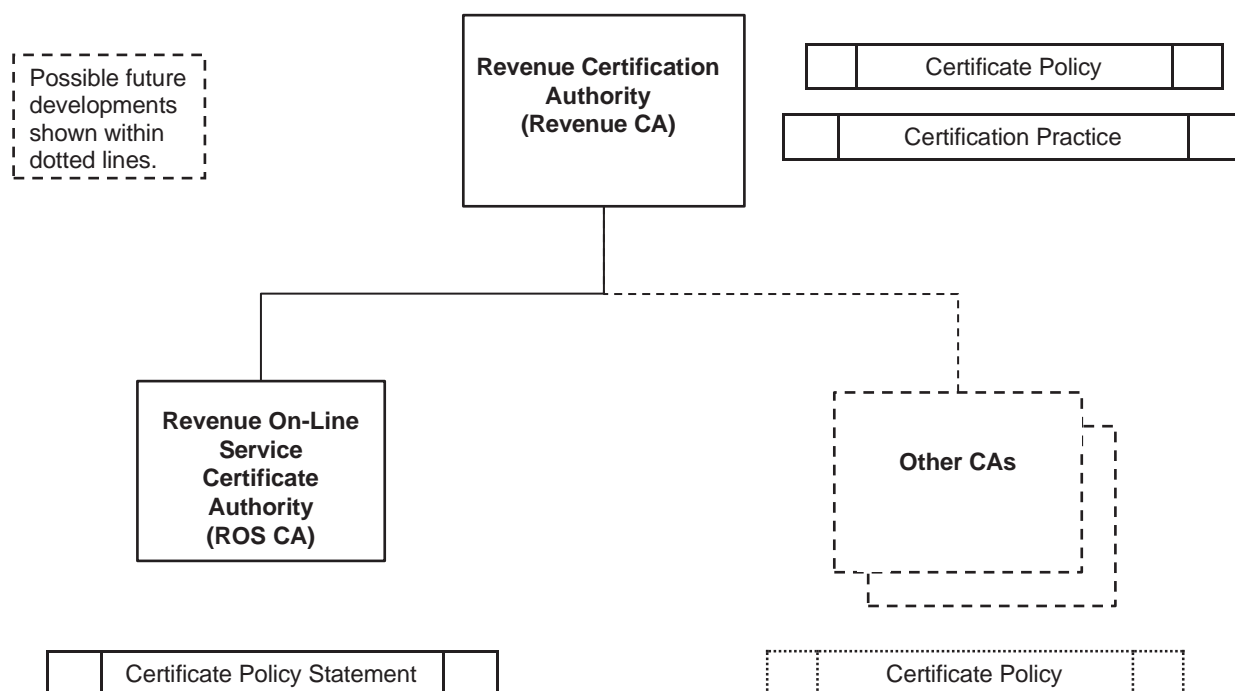 Possible future
developments
shown within
dotted lines.
Revenue Certification
Authority
(Revenue CA)
Certificate Policy
Certification Practice
Revenue On-Line
Service
Certificate
Authority
(ROS CA)
Other CAs
Certificate Policy Statement
Certificate Policy